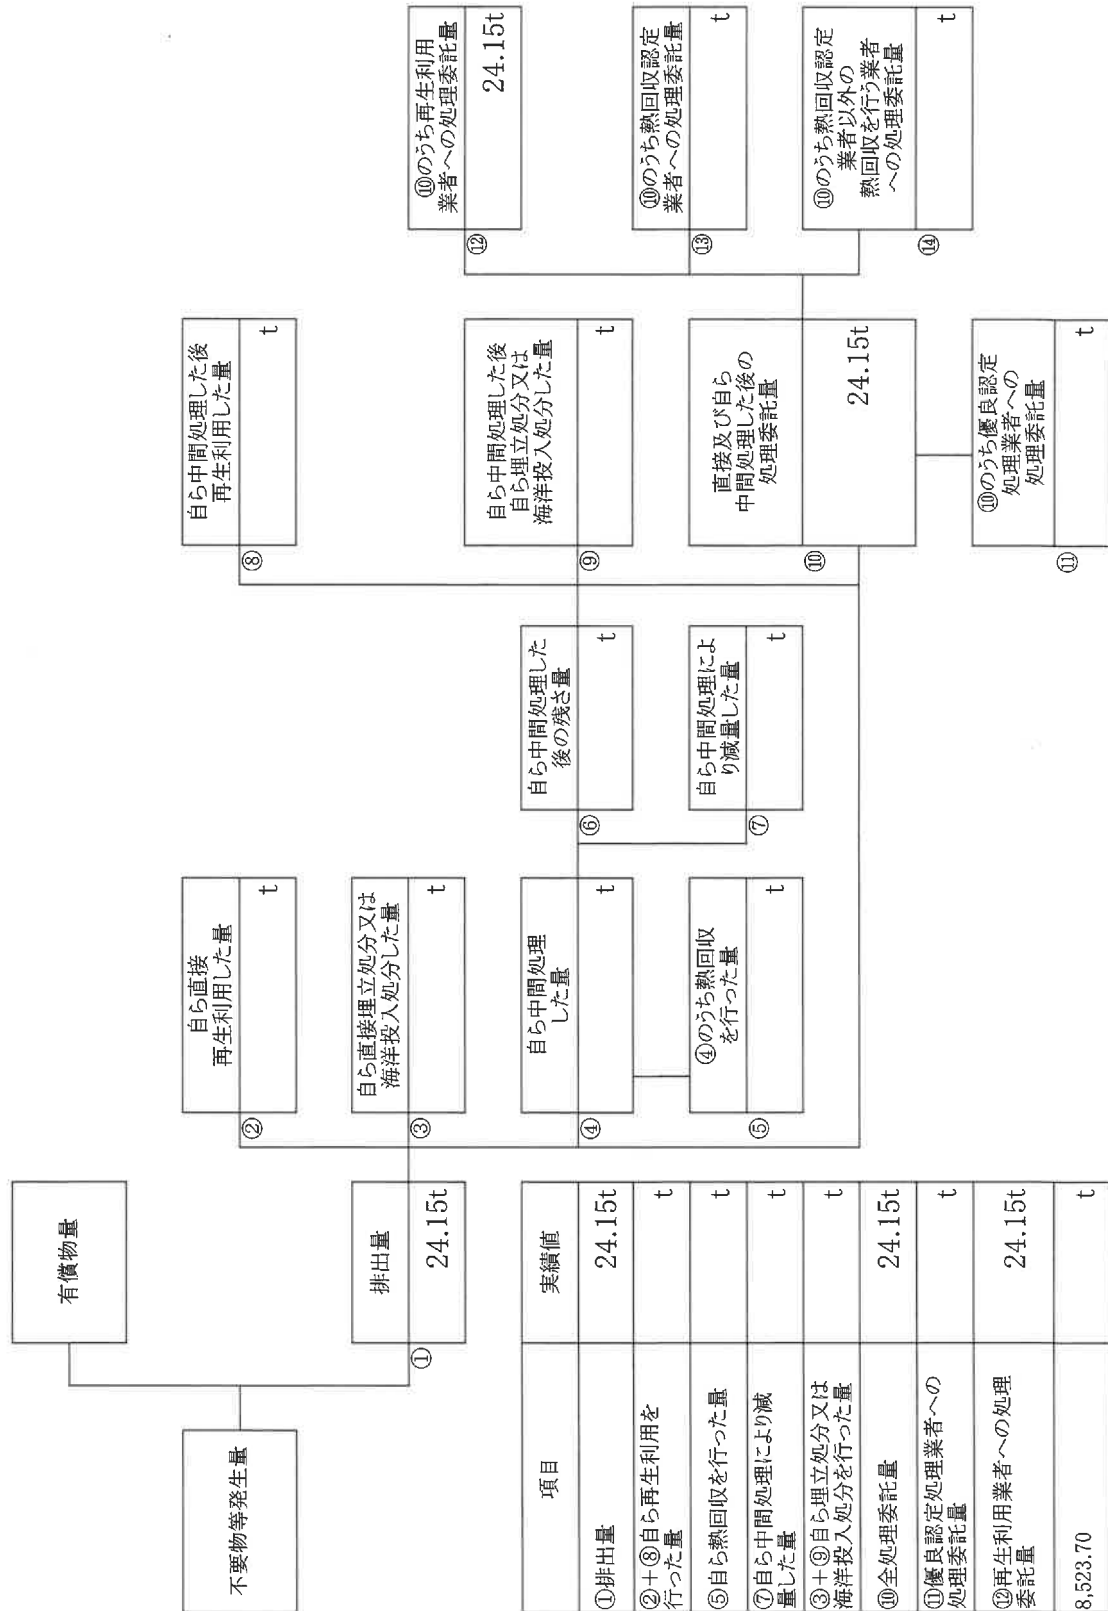 不要物等発生量
有償物量
排出量
①
24.15t
自ら直接
再生利用した量
②
t
自ら直接埋立処分又は
海洋投入処分した量
③
t
自ら中間処理
した量
④
t
④のうち熱回収
を行った量
⑤
t
自ら中間処理した
後の残さ量
⑥
t
自ら中間処理によ
り減量した量
⑦
t
自ら中間処理した後
再生利用した量
⑧
t
自ら中間処理した後
自ら埋立処分又は
海洋投入処分した量
⑨
t
直接及び自ら
中間処理した後の
処理委託量
⑩
24.15t
⑩のうち優良認定
処理業者への
処理委託量
⑪
t
⑩のうち再生利用
業者への処理委託量
⑫
24.15t
⑩のうち熱回収認定
業者への処理委託量
⑬
t
⑩のうち熱回収認定
業者以外の
熱回収を行う業者
への処理委託量
⑭
t
項目
実績値
①排出量
24.15t
②+⑧自ら再生利用を
行った量
t
⑤自ら熱回収を行った量
t
⑦自ら中間処理により減
量した量
t
③+⑨自ら埋立処分又は
海洋投入処分を行った量
t
⑩全処理委託量
24.15t
⑪優良認定処理業者への
処理委託量
t
⑫再生利用業者への処理
委託量
24.15t
8,523.70
t